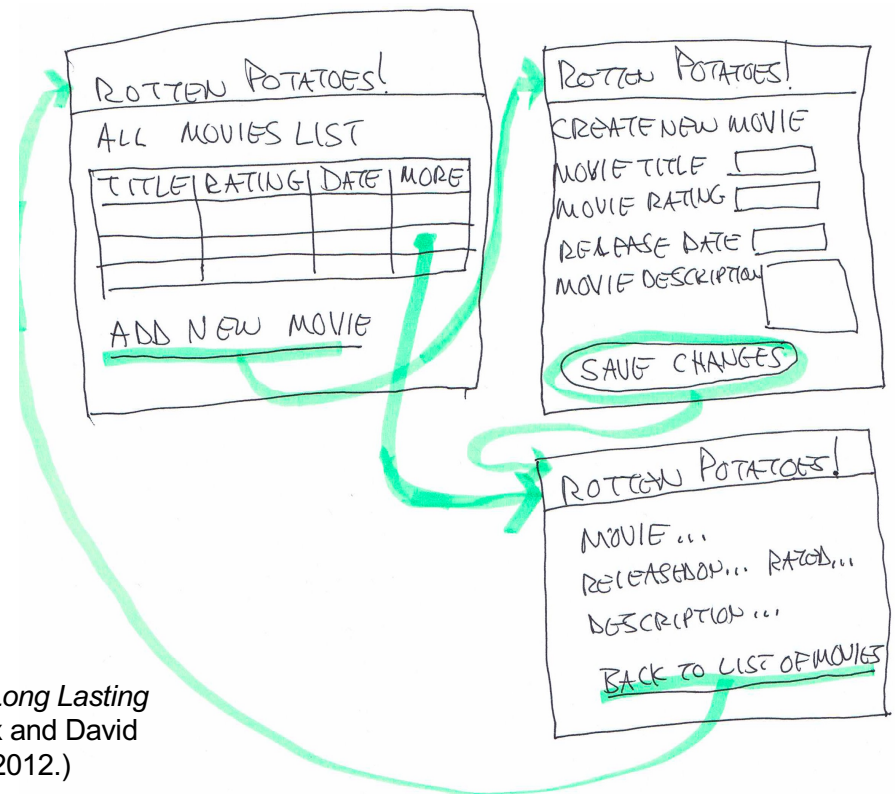 ROTTEN POTATOES!
ALL MOVIES LIST
TITLE RATING DATE MORE
ADD NEW MOVIE
ROTTEN POTATOES!
CREATE NEW MOVIE
MOVIE TITLE
MOVIE RATING
RELEASE DATE
MOVIE DESCRIPTION
SAVE CHANGES
ROTTEN POTATOES!
MOVIE...
RELEASED ON... RATED...
DESCRIPTION...
BACK TO LIST OF MOVIES
Long Lasting
and David
2012.)